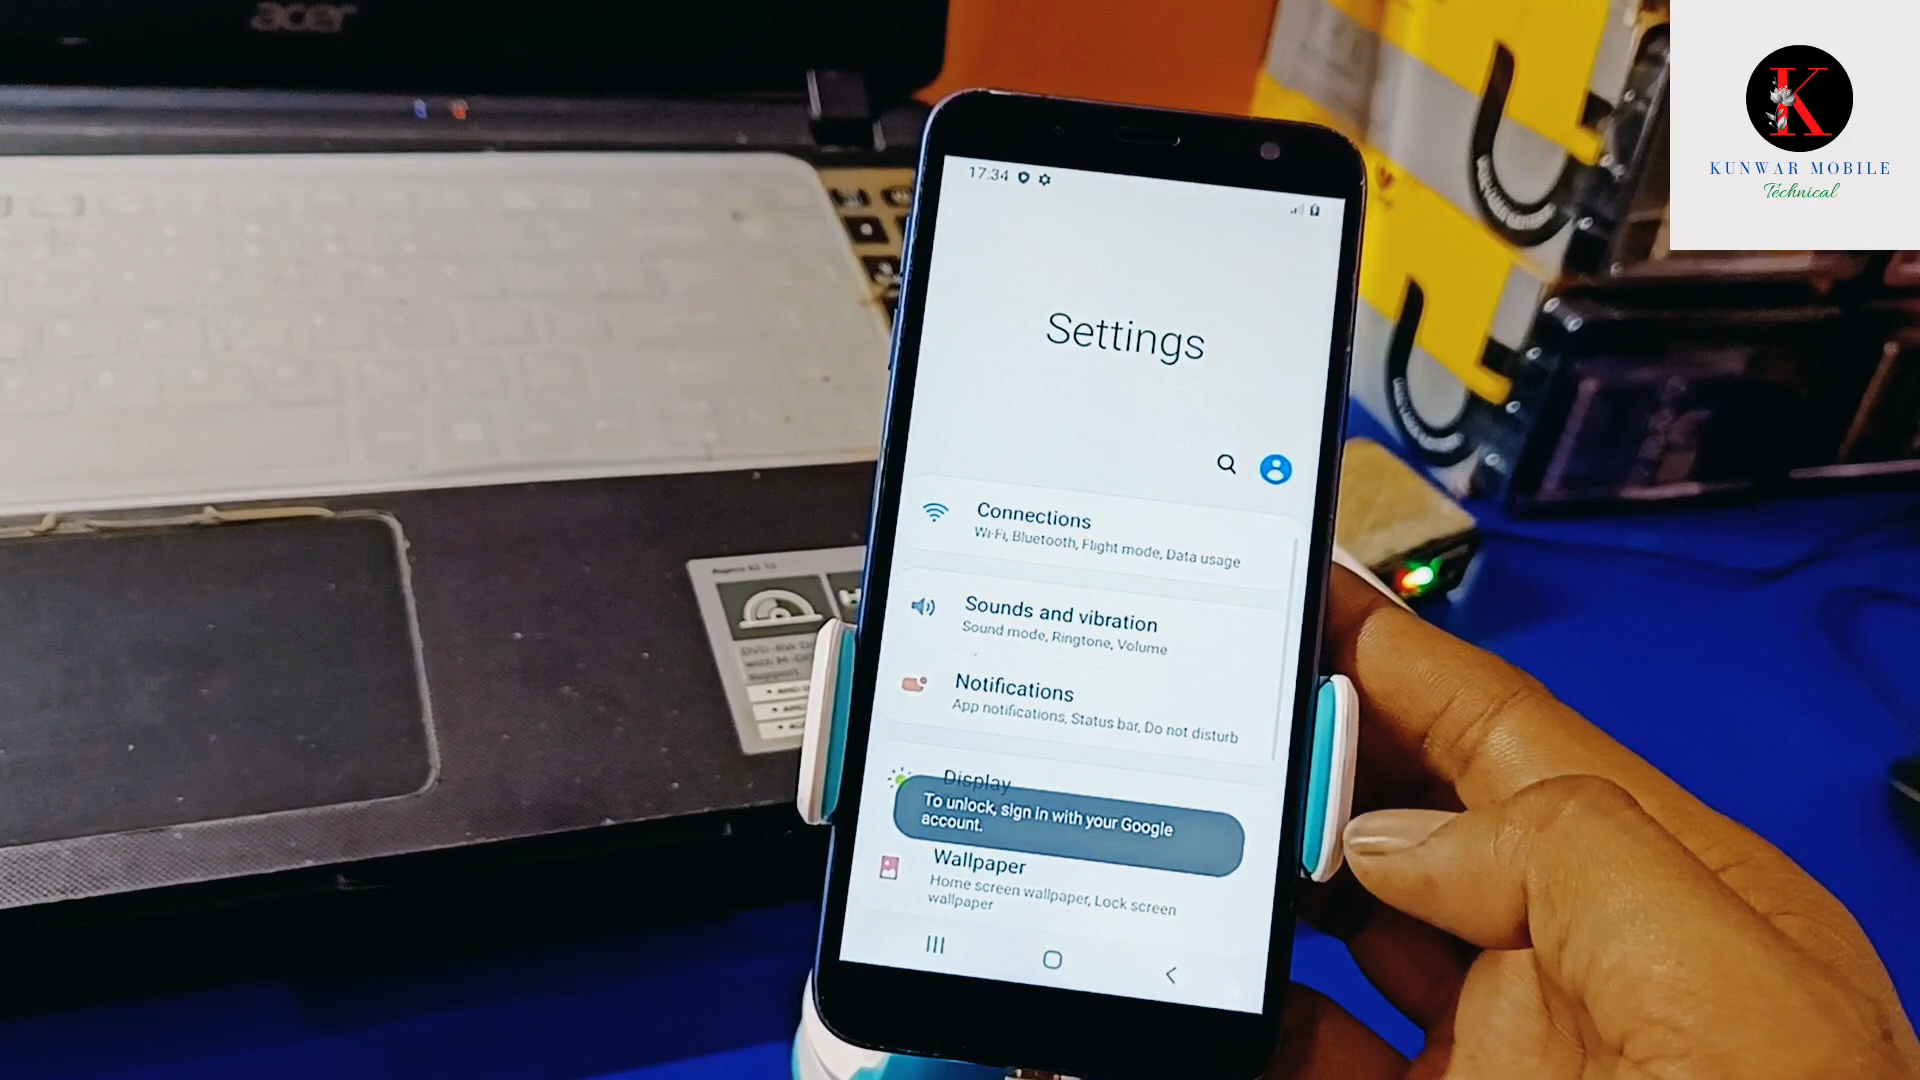 acer
K
KUNWAR MOBILE
Technical
17:34
Settings
Connections
Wi-Fi, Bluetooth, Flight mode, Data usage
Sounds and vibration
Sound mode, Ringtone, Volume
Notifications
App notifications, Status bar, Do not disturb
Display
To unlock, sign in with your Google
account.
Wallpaper
Home screen wallpaper, Lock screen
wallpaper